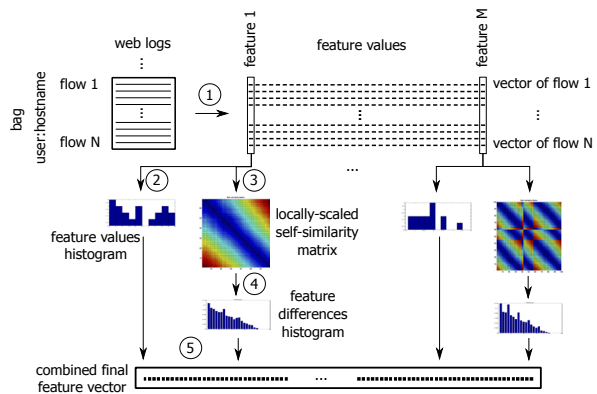 web logs
...
feature 1
feature values
feature M
bag
user:hostname
flow 1
...
flow N
1
...
vector of flow 1
...
vector of flow N
2
3
...
feature values
histogram
locally-scaled
self-similarity
matrix
4
feature
differences
histogram
5
combined final
feature vector
...